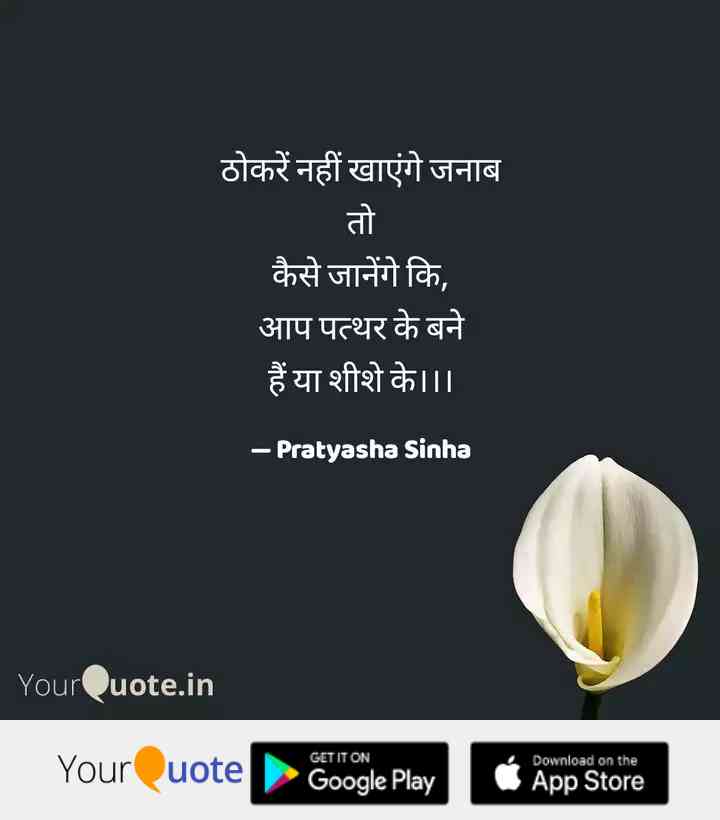 ठोकरें नहीं खाएंगे जनाब
तो
कैसे जानेंगे कि,
आप पत्थर के बने
हैं या शीशे के।।।
— Pratyasha Sinha
YourQuote.in
YourQuote
GET IT ON
Google Play
Download on the
App Store